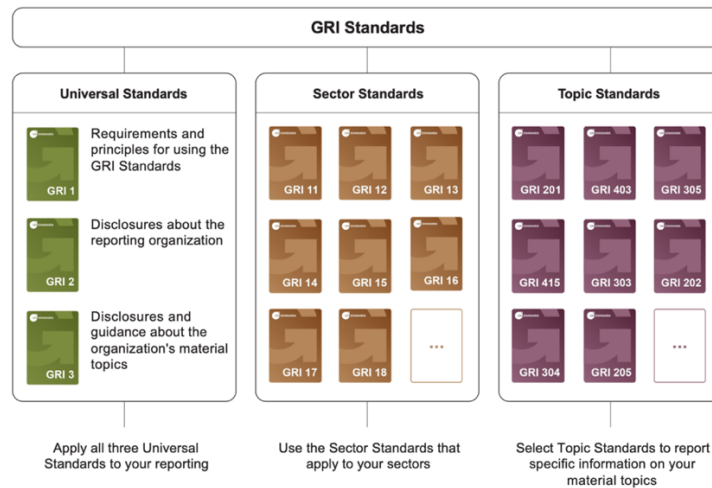 GRI Standards
Universal Standards
GRI 1
Requirements and
principles for using the
GRI Standards
GRI 2
Disclosures about the
reporting organization
GRI 3
Disclosures and
guidance about the
organization's material
topics
Apply all three Universal
Standards to your reporting
Sector Standards
GRI 11
GRI 12
GRI 13
GRI 14
GRI 15
GRI 16
GRI 17
GRI 18
...
Use the Sector Standards that
apply to your sectors
Topic Standards
GRI 201
GRI 403
GRI 305
GRI 415
GRI 303
GRI 202
GRI 304
GRI 205
...
Select Topic Standards to report
specific information on your
material topics